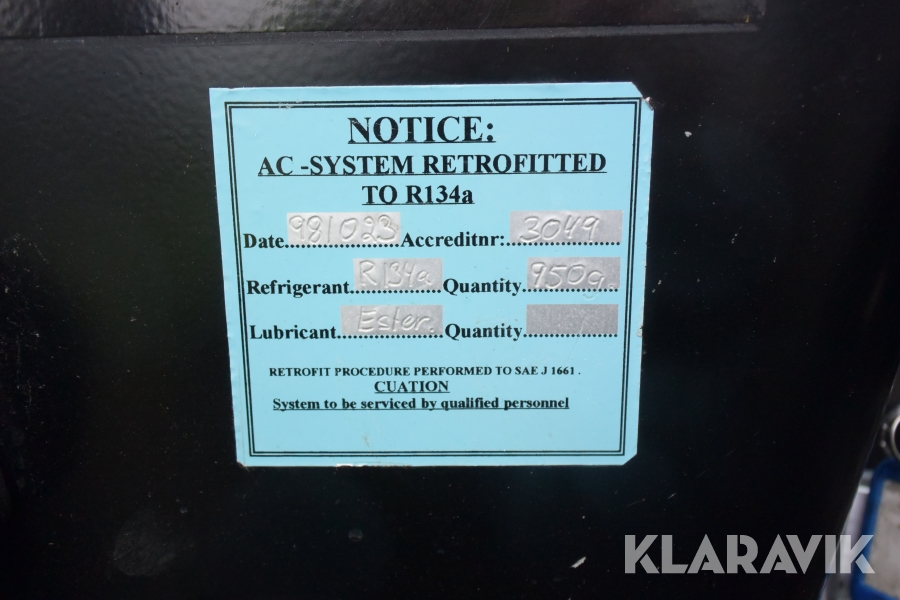 NOTICE:
AC -SYSTEM RETROFITTED
TO R134a
Date..981023..Accreditnr:..3049..
Refrigerant..R134a..Quantity..950g..
Lubricant..Ester...Quantity..............
RETROFIT PROCEDURE PERFORMED TO SAE J 1661 .
CUATION
System to be serviced by qualified personnel
KLARAVIK